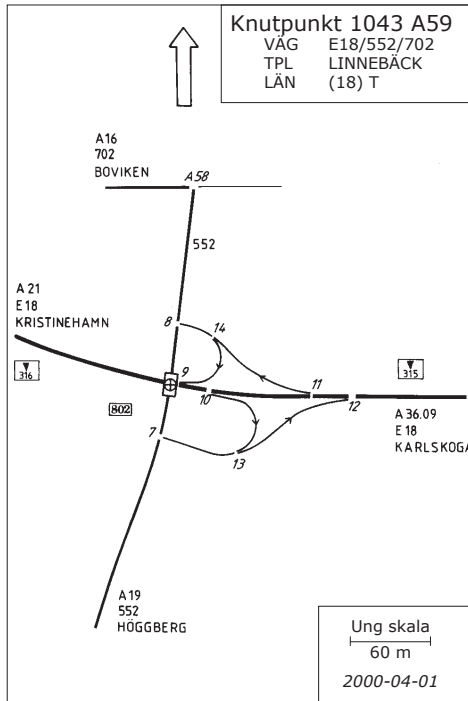 Knutpunkt 1043 A59
VÄG E18/552/702
TPL LINNEBÄCK
LÄN (18) T
A16
702
BOVIKEN
A58
552
A 21
E 18
KRISTINEHAMN
8
14
316
9
10
11
12
315
802
7
13
A 36.09
E 18
KARLSKOGA
A19
552
HÖGGBERG
Ung skala
60 m
2000-04-01